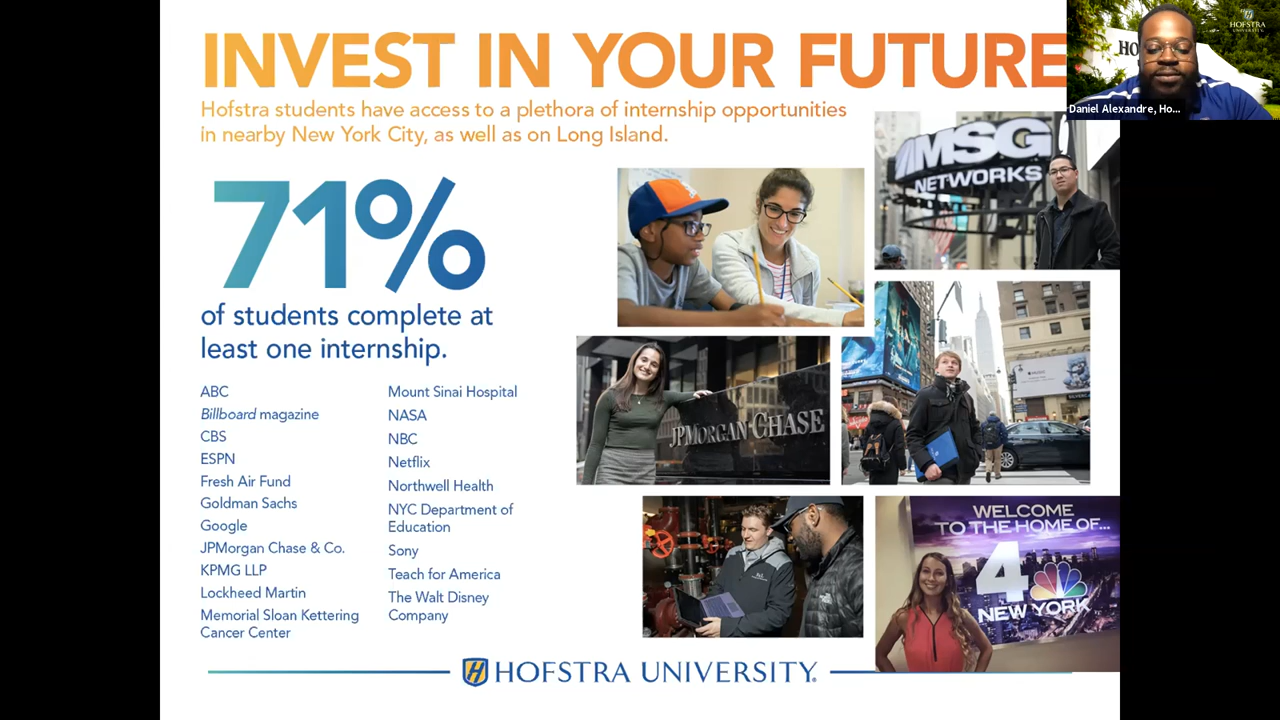 INVEST IN YOUR FUTURE
Hofstra students have access to a plethora of internship opportunities
in nearby New York City, as well as on Long Island.
71%
of students complete at
least one internship.
ABC
Billboard magazine
CBS
ESPN
Fresh Air Fund
Goldman Sachs
Google
JPMorgan Chase & Co.
KPMG LLP
Lockheed Martin
Memorial Sloan Kettering
Cancer Center
Mount Sinai Hospital
NASA
NBC
Netflix
Northwell Health
NYC Department of
Education
Sony
Teach for America
The Walt Disney
Company
MSG
NETWORKS
JPMORGAN CHASE
WELCOME
TO THE HOME OF...
4
NEW YORK
HOFSTRA UNIVERSITY®
HO
HOFSTRA
UNIVERSITY
Daniel Alexandre, Ho...